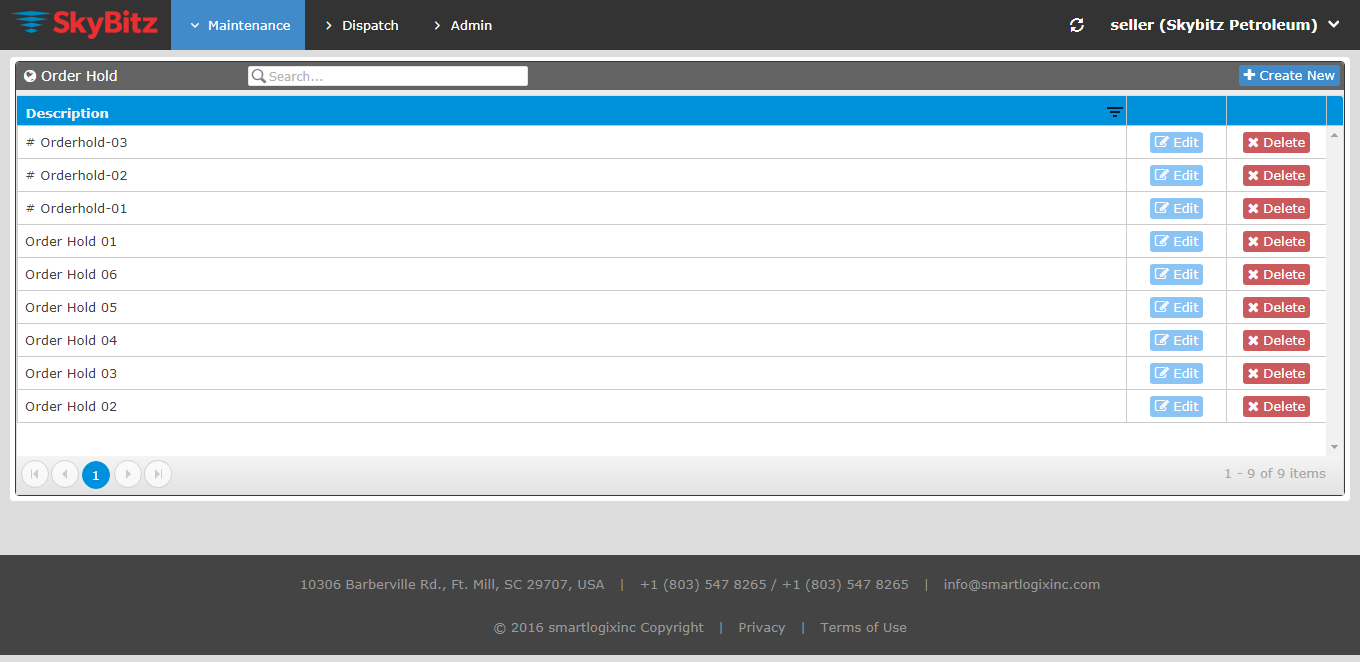 SkyBitz Maintenance Dispatch Admin seller (Skybitz Petroleum)
Order Hold Search... Create New
Description
# Orderhold-03 Edit Delete
# Orderhold-02 Edit Delete
# Orderhold-01 Edit Delete
Order Hold 01 Edit Delete
Order Hold 06 Edit Delete
Order Hold 05 Edit Delete
Order Hold 04 Edit Delete
Order Hold 03 Edit Delete
Order Hold 02 Edit Delete
1 1 - 9 of 9 items
10306 Barberville Rd., Ft. Mill, SC 29707, USA | +1 (803) 547 8265 / +1 (803) 547 8265 | info@smartlogixinc.com
© 2016 smartlogixinc Copyright | Privacy | Terms of Use